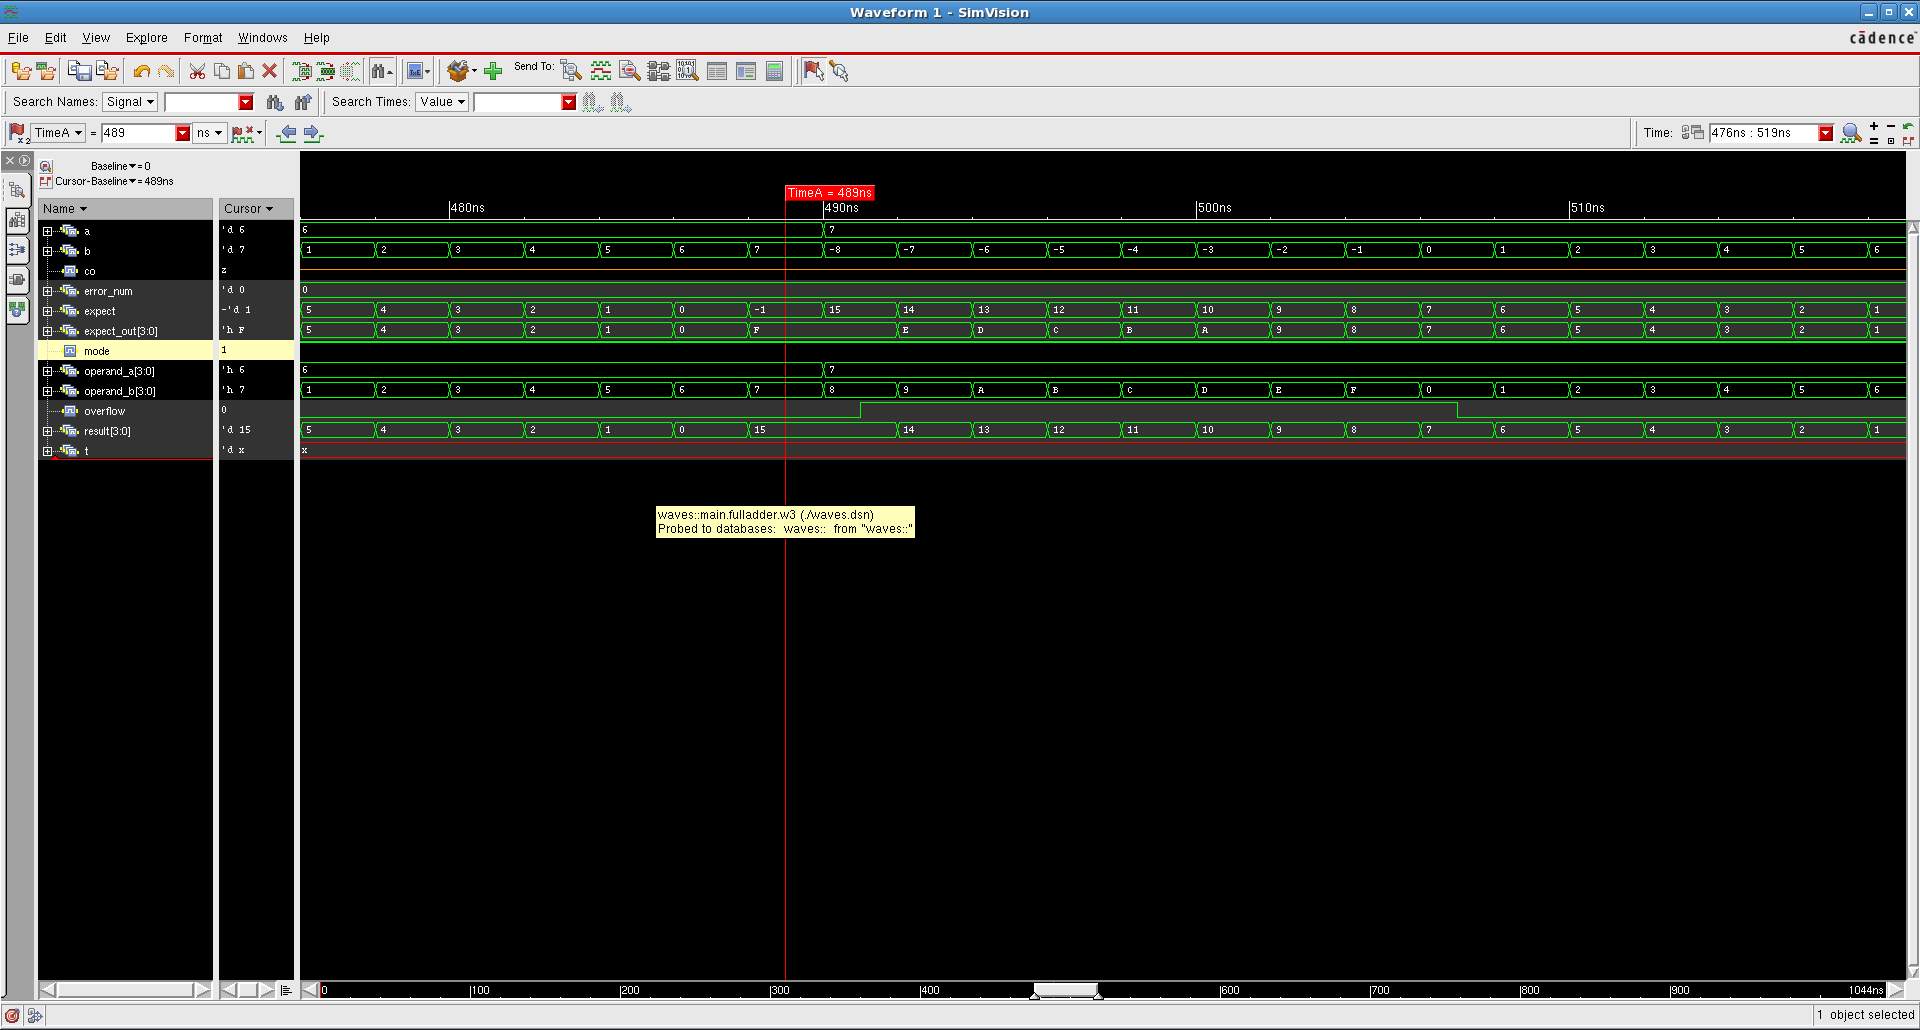 Waveform 1 - SimVision
File Edit View Explore Format Windows Help
cādence
Send To:
Search Names: Signal Search Times: Value
TimeA = 489 ns Time: 476ns : 519ns
Baseline = 0
Cursor-Baseline = 489ns
TimeA = 489ns
Name Cursor 480ns 490ns 500ns 510ns
a 'd 6 6 7
b 'd 7 1 2 3 4 5 6 7 -8 -7 -6 -5 -4 -3 -2 -1 0 1 2 3 4 5 6
co z
error_num 'd 0 0
expect -'d 1 5 4 3 2 1 0 -1 15 14 13 12 11 10 9 8 7 6 5 4 3 2 1
expect_out[3:0] 'h F 5 4 3 2 1 0 F E D C B A 9 8 7 6 5 4 3 2 1
mode 1
operand_a[3:0] 'h 6 6 7
operand_b[3:0] 'h 7 1 2 3 4 5 6 7 8 9 A B C D E F 0 1 2 3 4 5 6
overflow 0
result[3:0] 'd 15 5 4 3 2 1 0 15 14 13 12 11 10 9 8 7 6 5 4 3 2 1
t 'd x x
waves::main.fulladder.w3 (./waves.dsn)
Probed to databases: waves:: from "waves::"
0 100 200 300 400 600 700 800 900 1044ns
1 object selected